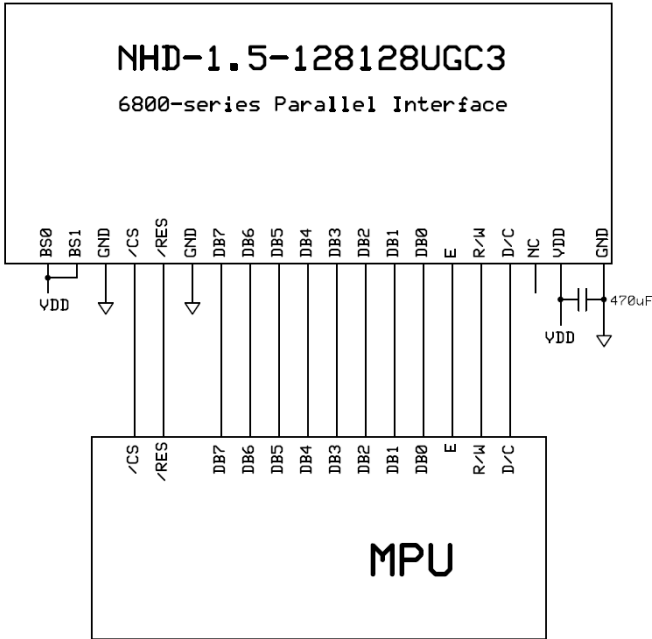 NHD-1.5-128128UGC3
6800-series Parallel Interface
BS0 BS1 GND /CS /RES GND DB7 DB6 DB5 DB4 DB3 DB2 DB1 DB0 E R/W D/C NC VDD GND
VDD
470uF
VDD
/CS /RES DB7 DB6 DB5 DB4 DB3 DB2 DB1 DB0 E R/W D/C
MPU